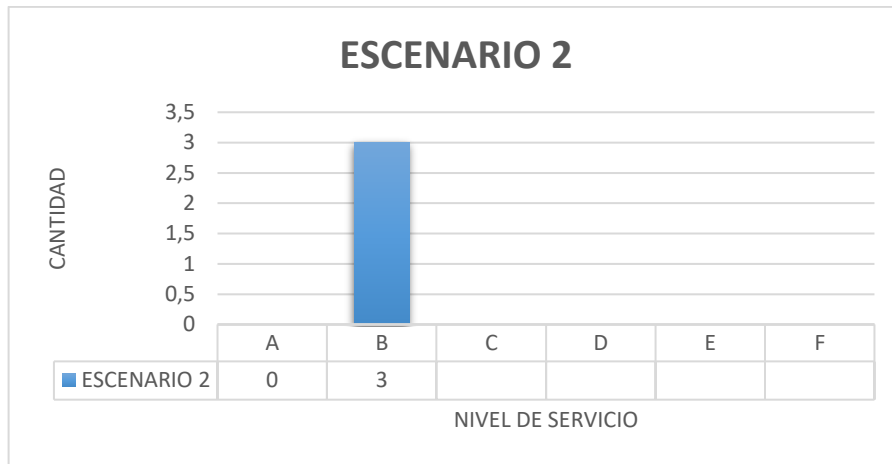 ESCENARIO 2
CANTIDAD
3,5
3
2,5
2
1,5
1
0,5
0
A B C D E F
ESCENARIO 2 0 3
NIVEL DE SERVICIO